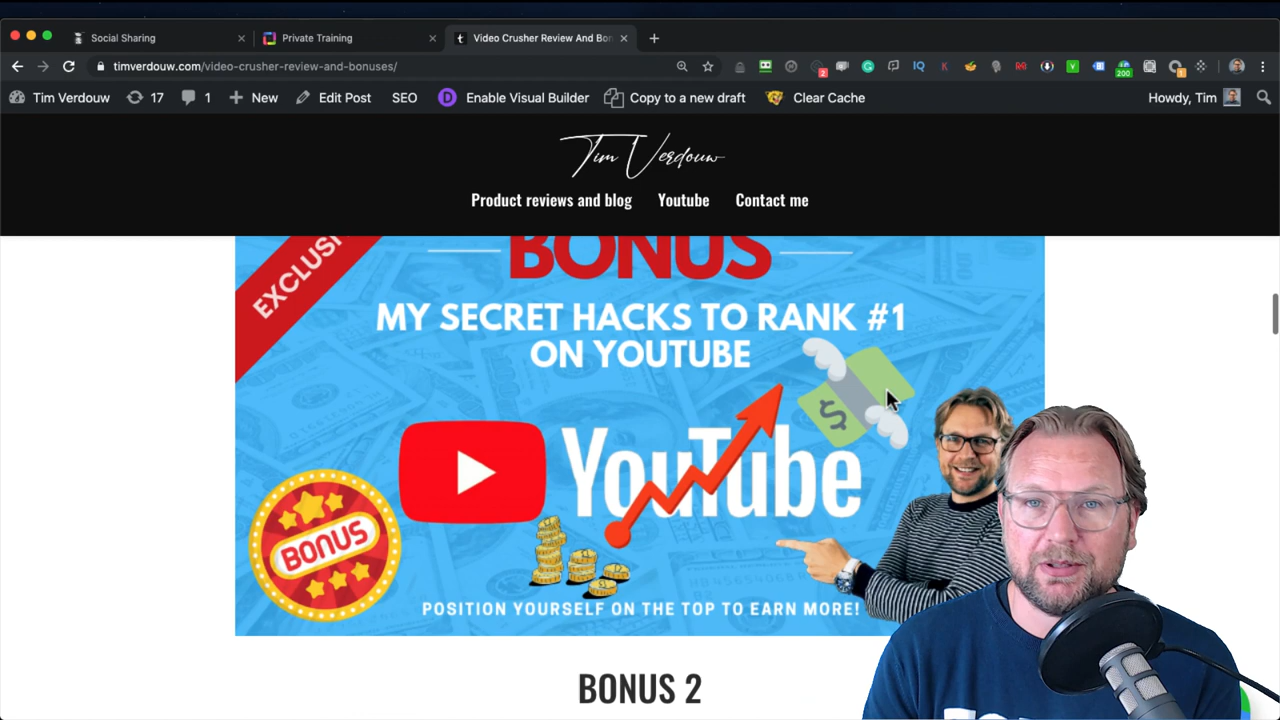 Social Sharing
Private Training
Video Crusher Review And Bon
timverdouw.com/video-crusher-review-and-bonuses/
Tim Verdouw
17
1
New
Edit Post
SEO
Enable Visual Builder
Copy to a new draft
Clear Cache
Howdy, Tim
Tim Verdouw
Product reviews and blog
Youtube
Contact me
EXCLUSI
BONUS
MY SECRET HACKS TO RANK #1
ON YOUTUBE
YouTube
BONUS
POSITION YOURSELF ON THE TOP TO EARN MORE!
BONUS 2